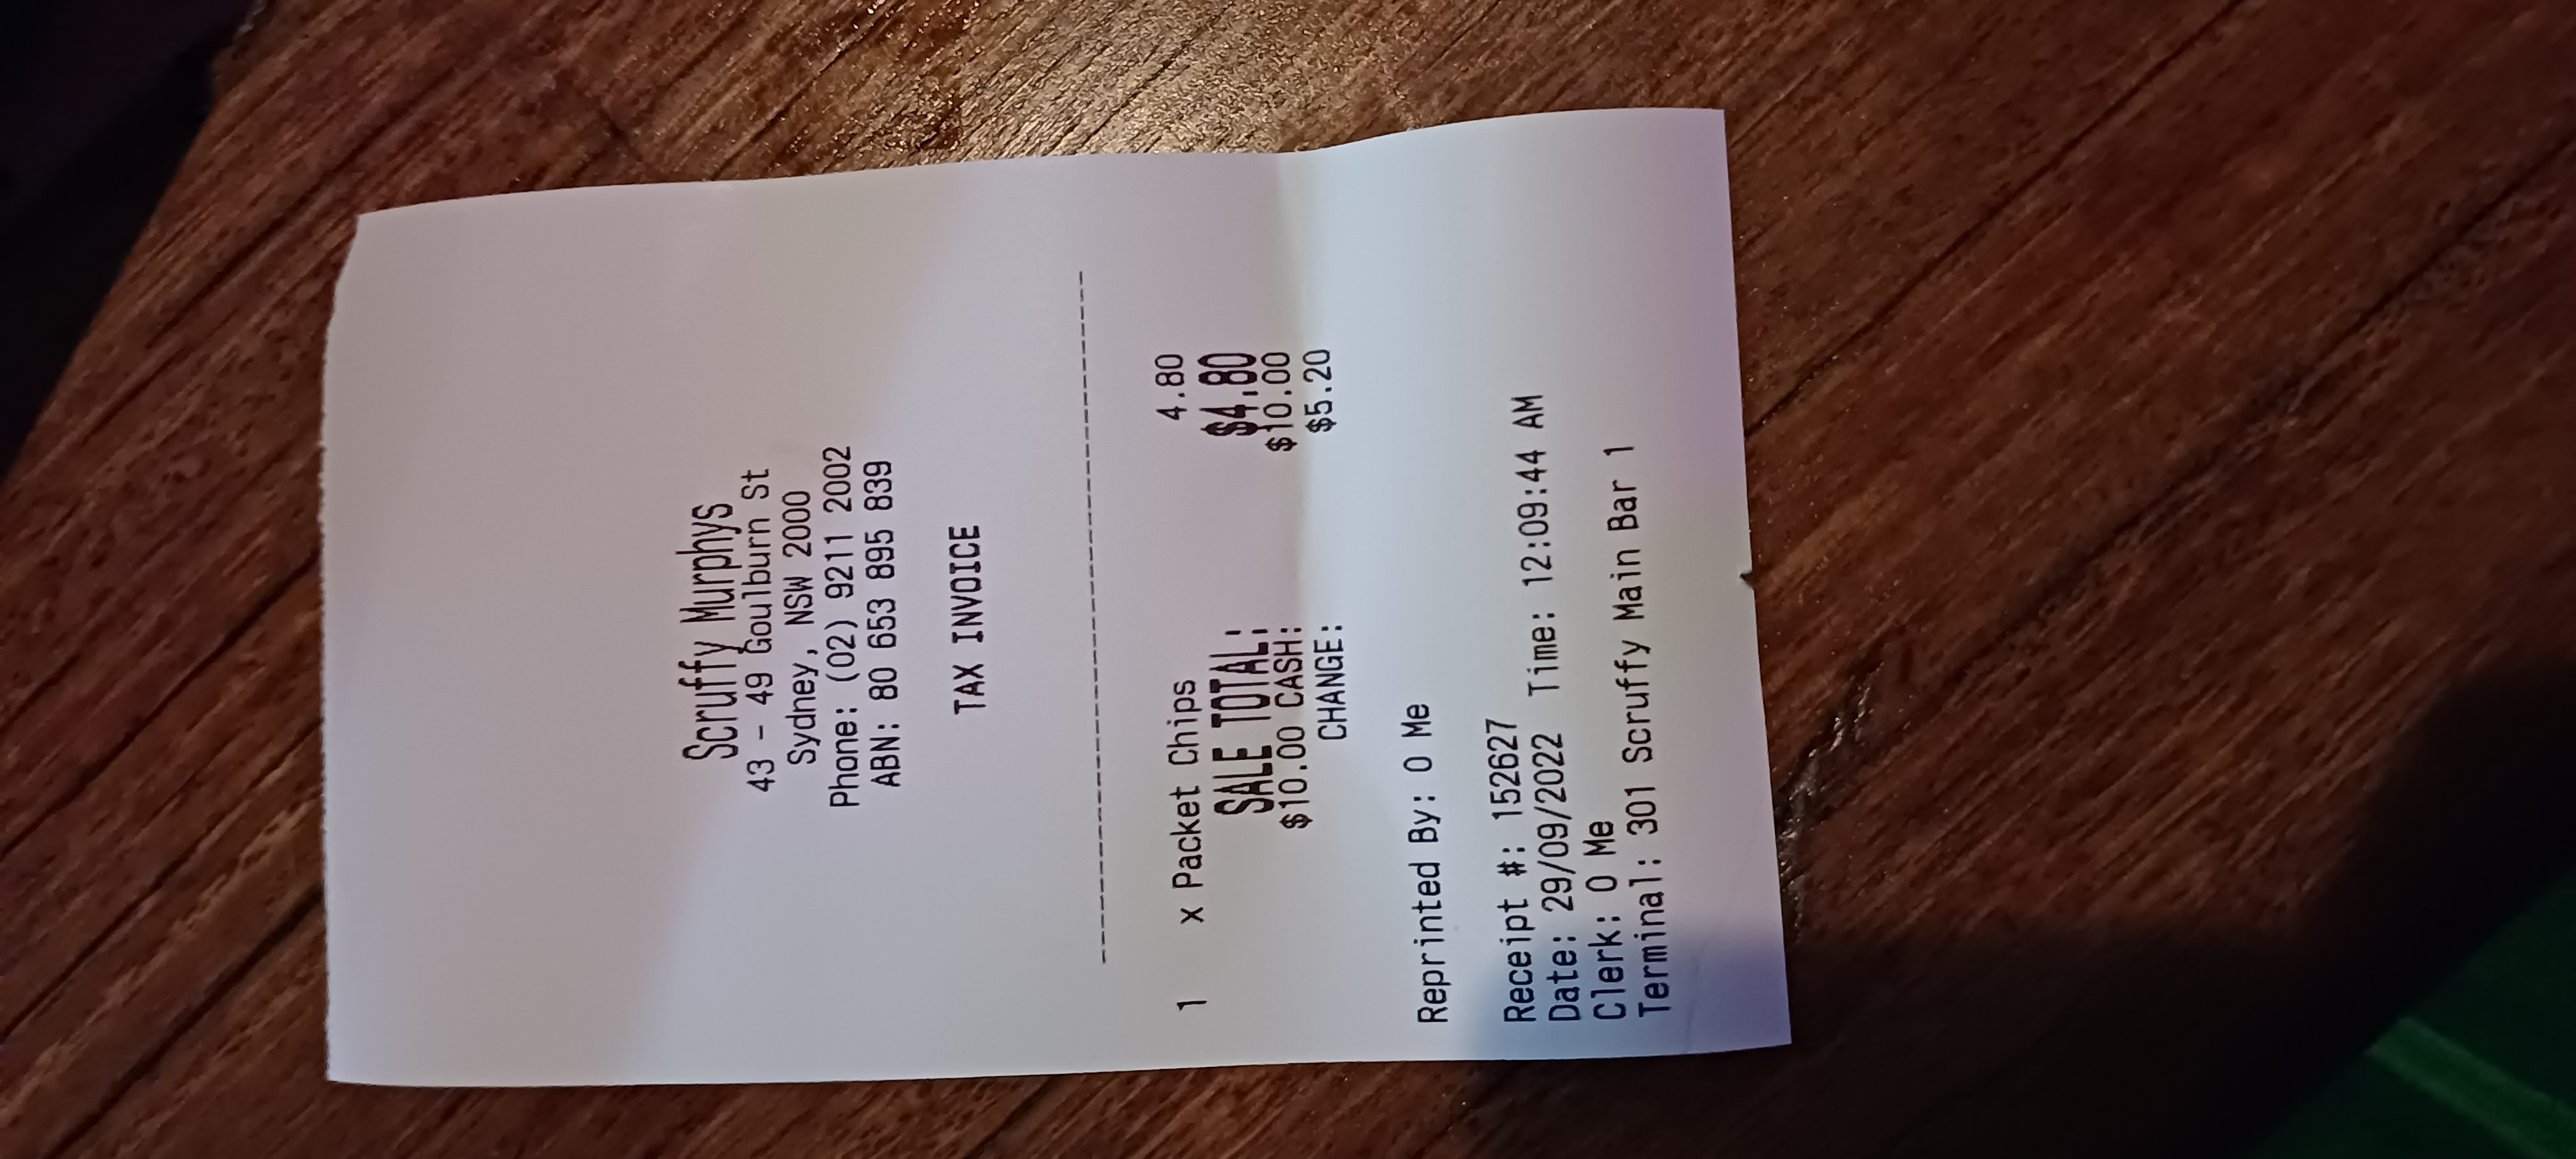 Scruffy Murphys
43 - 49 Goulburn St
Sydney, NSW 2000
Phone: (02) 9211 2002
ABN: 80 653 895 839
TAX INVOICE
----------------------------------------
1 x Packet Chips 4.80
SALE TOTAL: $4.80
$10.00 CASH: $10.00
CHANGE: $5.20
Reprinted By: 0 Me
Receipt #: 152627
Date: 29/09/2022 Time: 12:09:44 AM
Clerk: 0 Me
Terminal: 301 Scruffy Main Bar 1